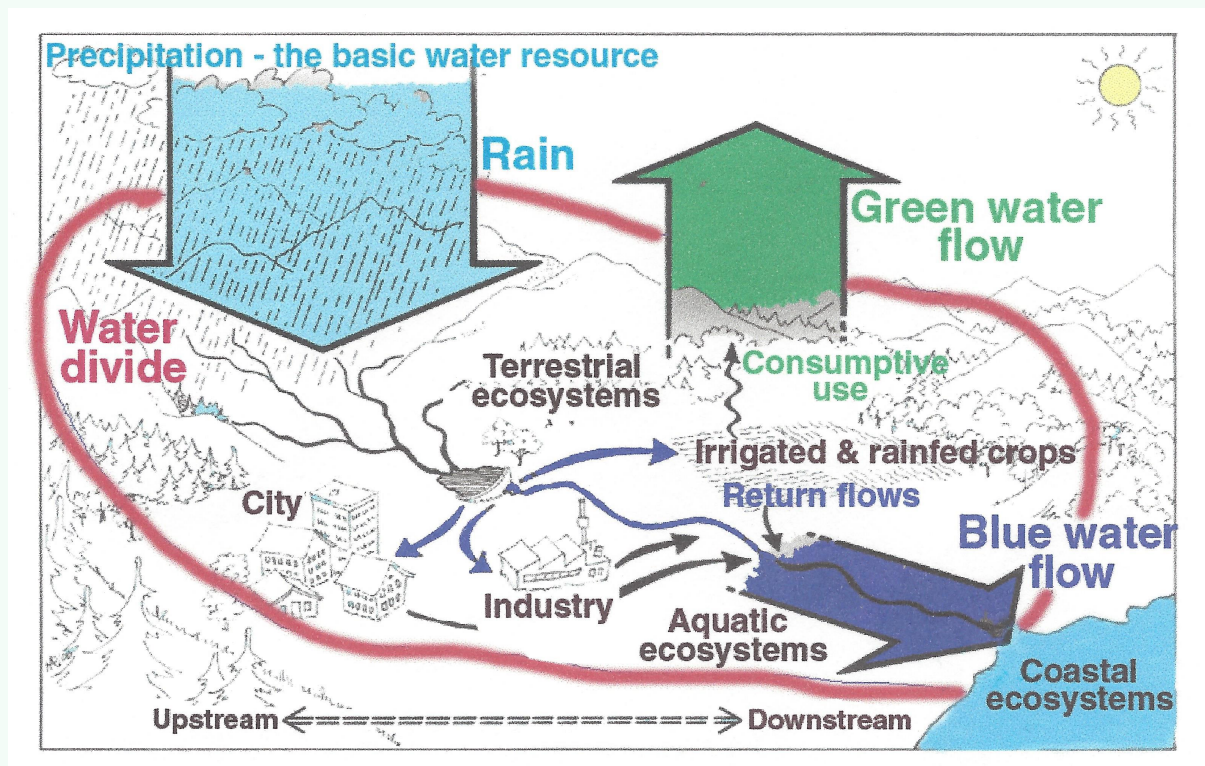 Precipitation - the basic water resource
Rain
Green water
flow
Water
divide
Terrestrial
ecosystems
Consumptive
use
Irrigated & rainfed crops
City
Return flows
Blue water
flow
Industry
Aquatic
ecosystems
Coastal
ecosystems
Upstream
Downstream